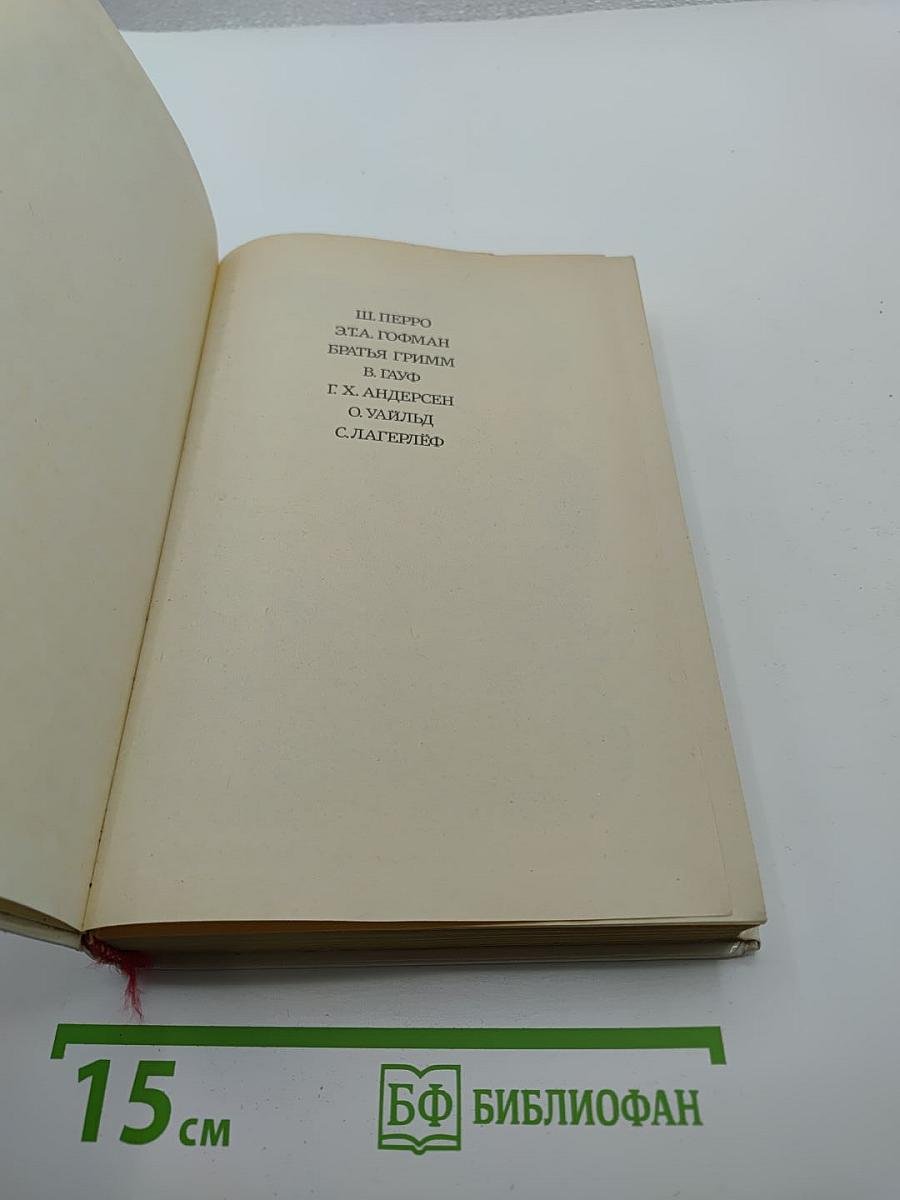 Ш. ПЕРРО
Э.Т.А. ГОФМАН
БРАТЬЯ ГРИММ
В. ГАУФ
Г. Х. АНДЕРСЕН
О. УАЙЛЬД
С. ЛАГЕРЛЁФ
15 см
БФ БИБЛИОФАН